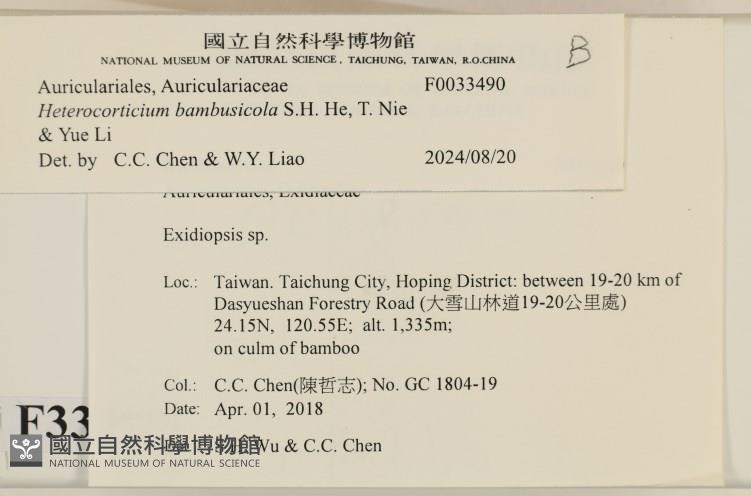 國立自然科學博物館
NATIONAL MUSEUM OF NATURAL SCIENCE, TAICHUNG, TAIWAN, R.O.CHINA
B
Auriculariales, Auriculariaceae F0033490
Heterocorticium bambusicola S.H. He, T. Nie
& Yue Li
Det. by C.C. Chen & W.Y. Liao 2024/08/20
Auriculariales, Exidiaceae
Exidiopsis sp.
Loc.: Taiwan. Taichung City, Hoping District: between 19-20 km of
Dasyueshan Forestry Road (大雪山林道19-20公里處)
24.15N, 120.55E; alt. 1,335m;
on culm of bamboo
Col.: C.C. Chen(陳哲志); No. GC 1804-19
Date: Apr. 01, 2018
Wu & C.C. Chen
F33
國立自然科學博物館
NATIONAL MUSEUM OF NATURAL SCIENCE